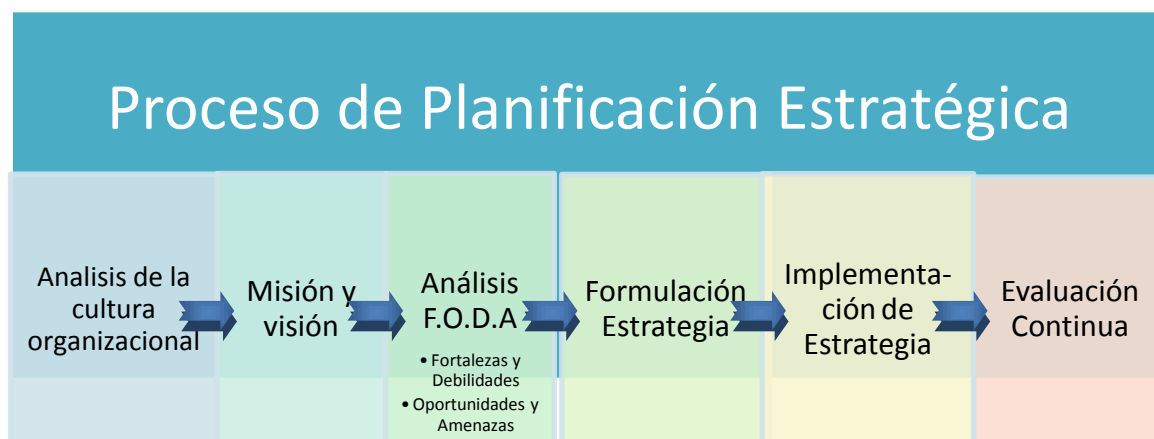 Proceso de Planificación Estratégica
Analisis de la
cultura
organizacional
Misión y
visión
Análisis
F.O.D.A
• Fortalezas y
Debilidades
• Oportunidades y
Amenazas
Formulación
Estrategia
Implementa-
ción de
Estrategia
Evaluación
Continua